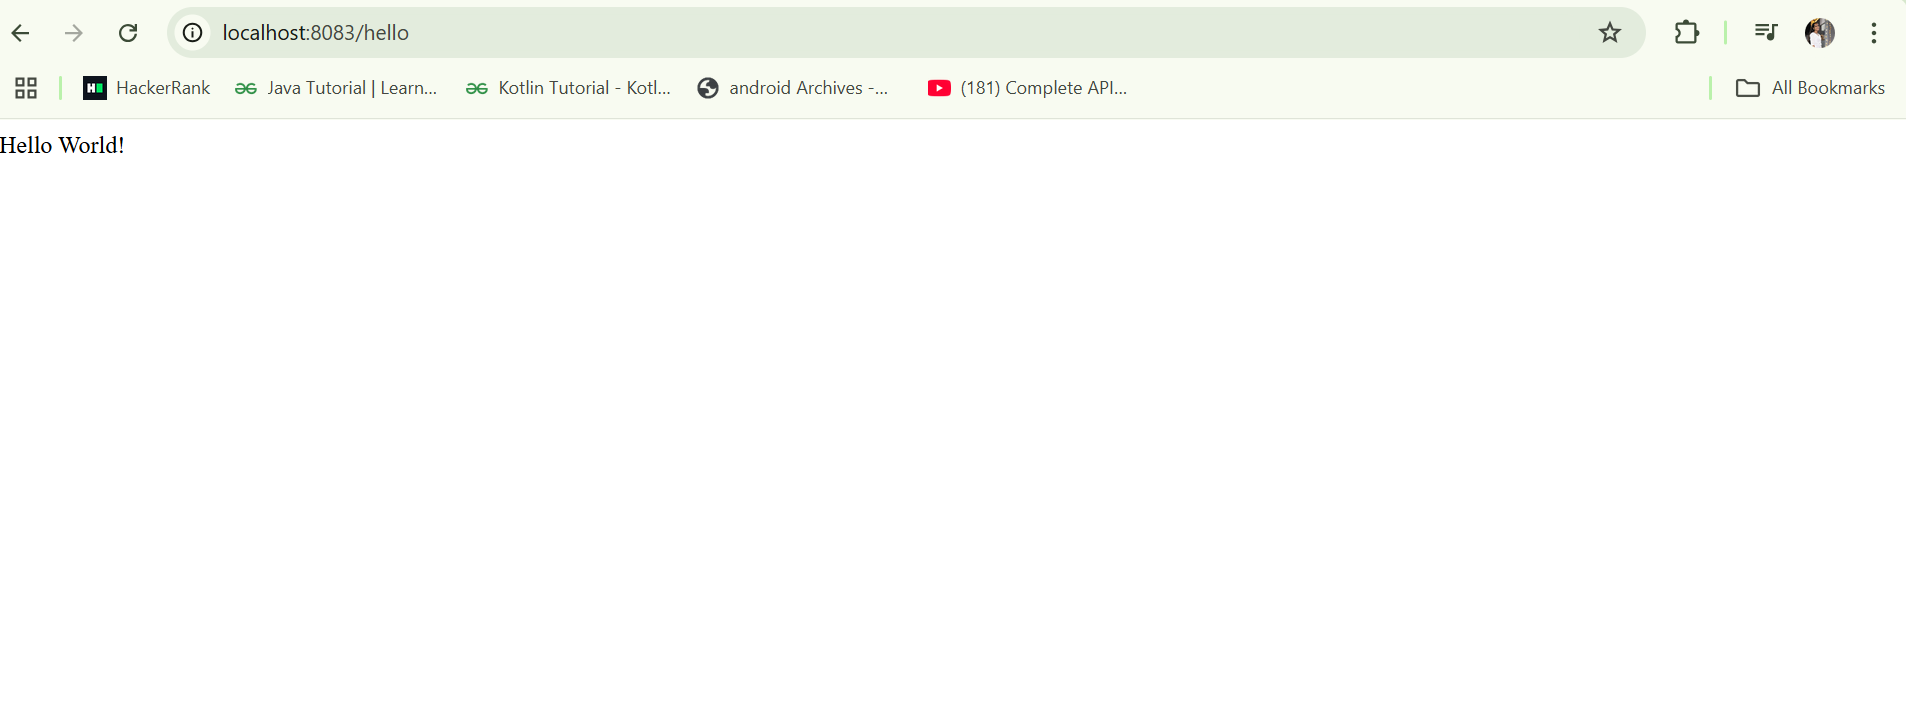 localhost:8083/hello
HackerRank Java Tutorial | Learn... Kotlin Tutorial - Kotl... android Archives -... (181) Complete API... All Bookmarks
Hello World!